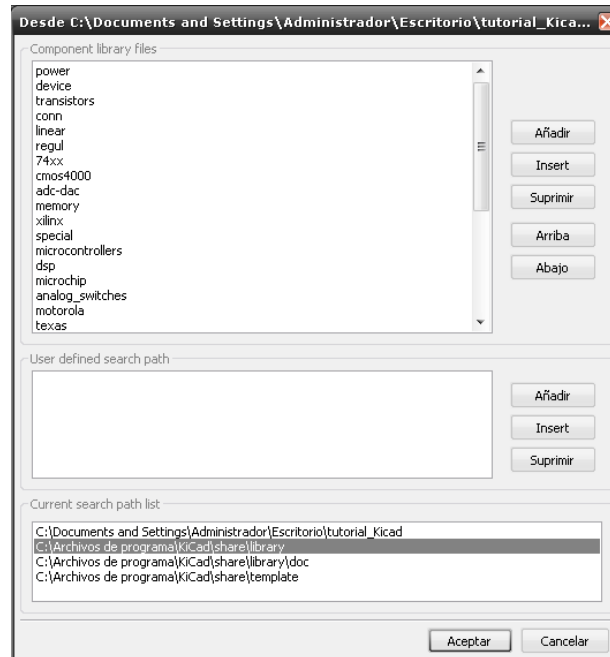 Desde C:\Documents and Settings\Administrador\Escritorio\tutorial_Kica...
Component library files
power
device
transistors
conn
linear
regul
74xx
cmos4000
adc-dac
memory
xilinx
special
microcontrollers
dsp
microchip
analog_switches
motorola
texas
Añadir
Insert
Suprimir
Arriba
Abajo
User defined search path
Añadir
Insert
Suprimir
Current search path list
C:\Documents and Settings\Administrador\Escritorio\tutorial_Kicad
C:\Archivos de programa\KiCad\share\library
C:\Archivos de programa\KiCad\share\library\doc
C:\Archivos de programa\KiCad\share\template
Aceptar
Cancelar